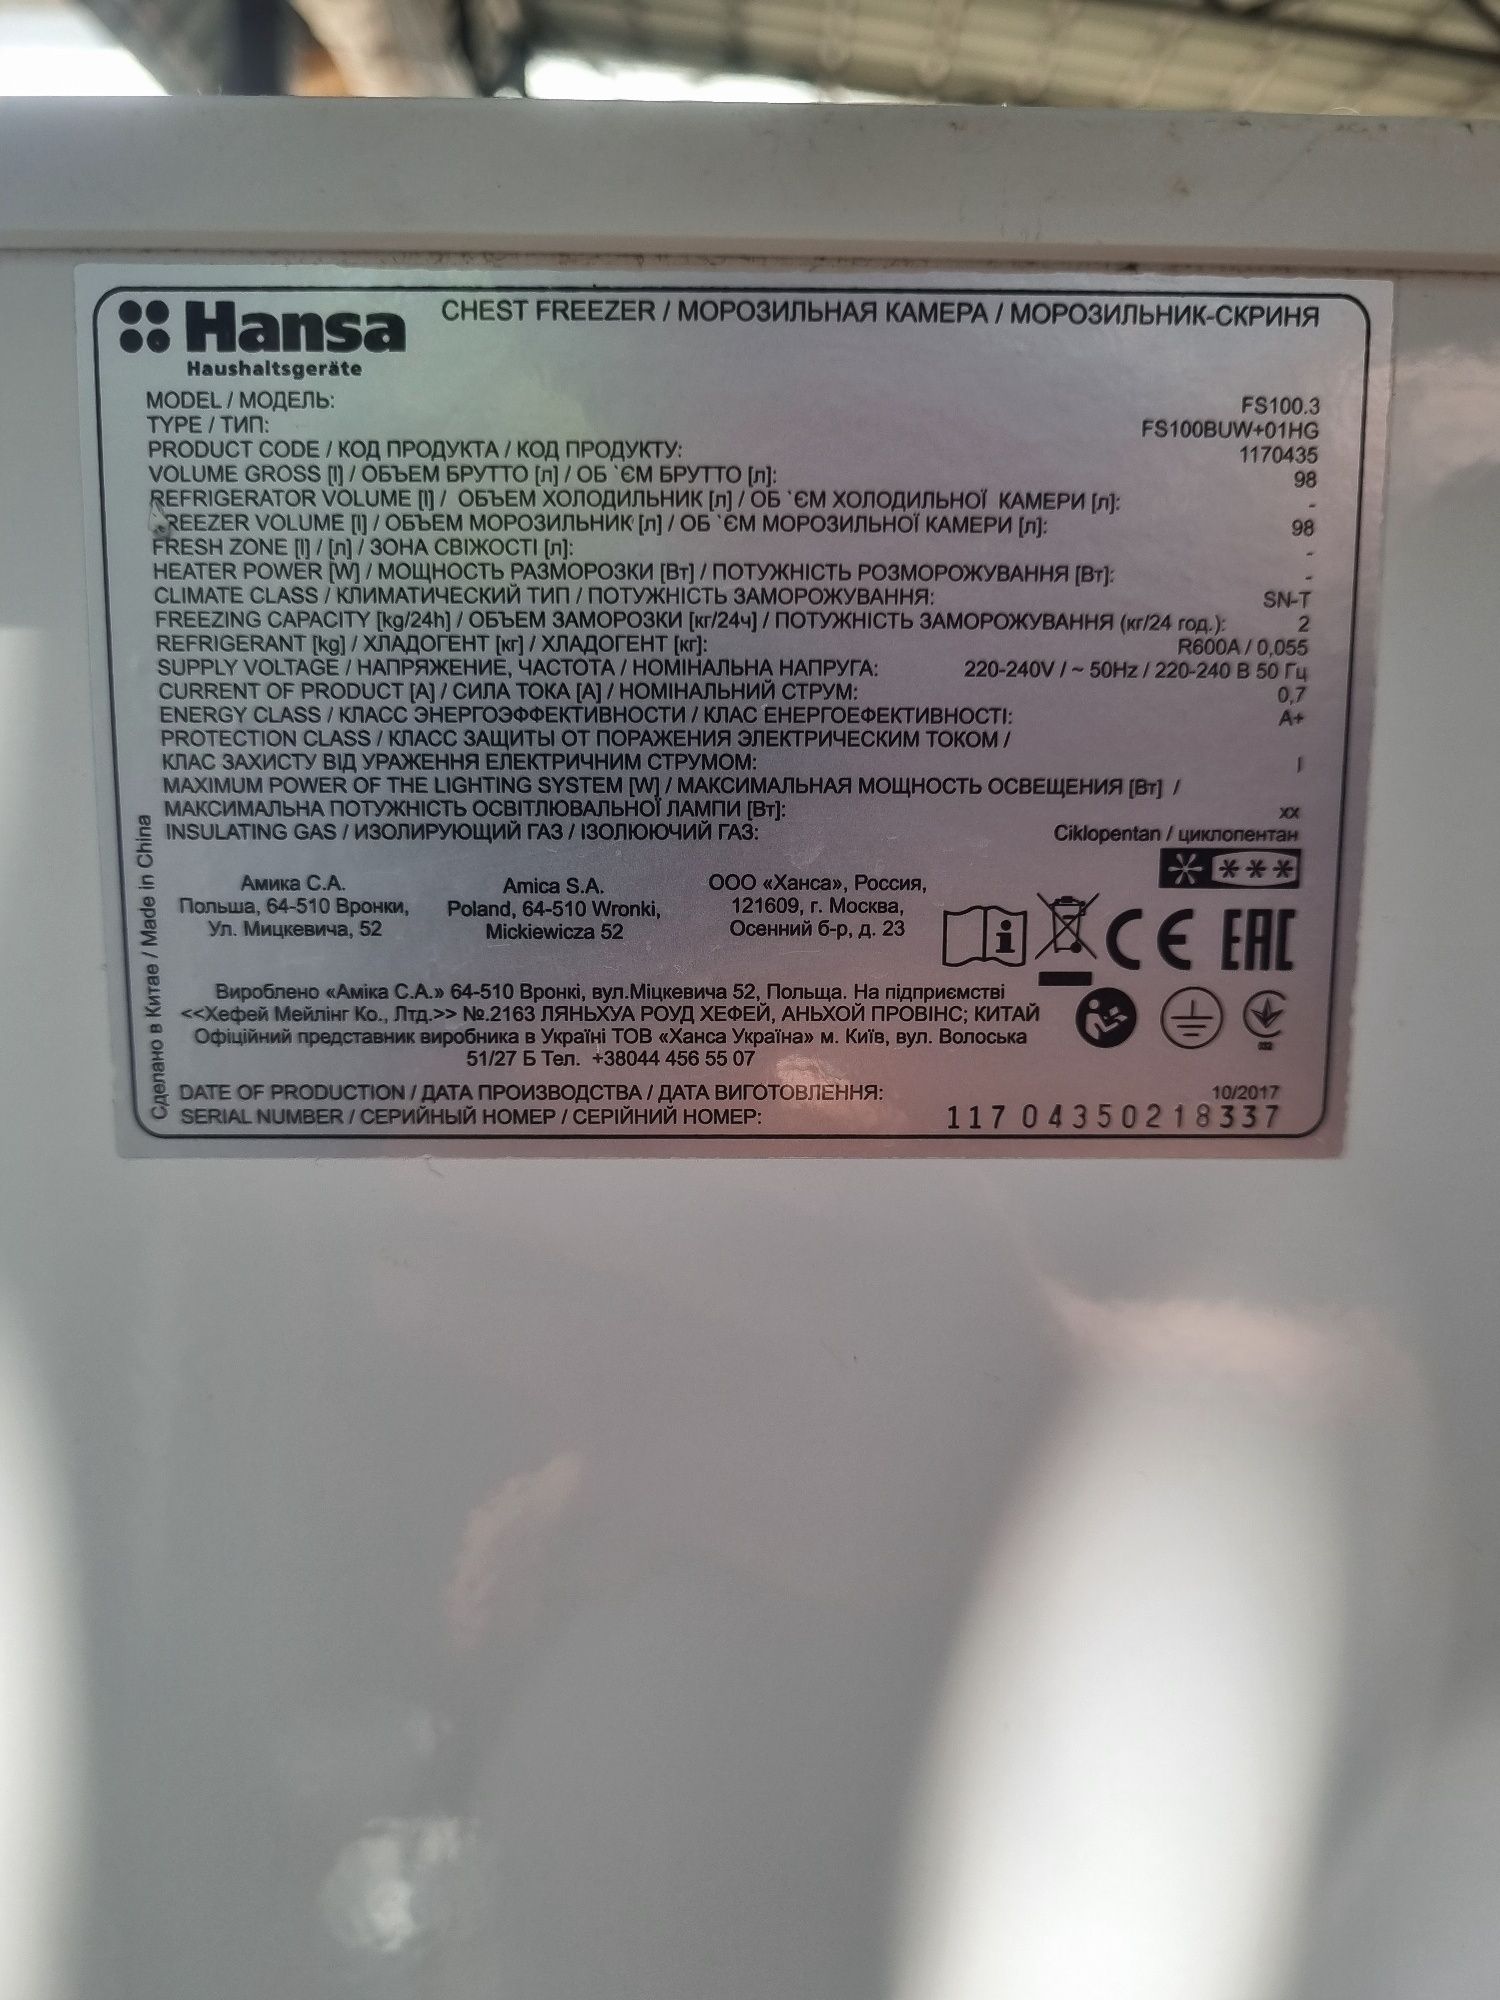 Hansa
Haushaltsgeräte
CHEST FREEZER / МОРОЗИЛЬНАЯ КАМЕРА / МОРОЗИЛЬНИК-СКРИНЯ
MODEL / МОДЕЛЬ: FS100.3
TYPE / ТИП: FS100BUW+01HG
PRODUCT CODE / КОД ПРОДУКТА / КОД ПРОДУКТУ: 1170435
VOLUME GROSS [l] / ОБЪЕМ БРУТТО [л] / ОБ `ЄМ БРУТТО [л]: 98
REFRIGERATOR VOLUME [l] / ОБЪЕМ ХОЛОДИЛЬНИК [л] / ОБ `ЄМ ХОЛОДИЛЬНОЇ КАМЕРИ [л]: -
REEZER VOLUME [l] / ОБЪЕМ МОРОЗИЛЬНИК [л] / ОБ `ЄМ МОРОЗИЛЬНОЇ КАМЕРИ [л]: 98
FRESH ZONE [l] / [л] / ЗОНА СВІЖОСТІ [л]: -
HEATER POWER [W] / МОЩНОСТЬ РАЗМОРОЗКИ [Вт] / ПОТУЖНІСТЬ РОЗМОРОЖУВАННЯ [Вт]: -
CLIMATE CLASS / КЛИМАТИЧЕСКИЙ ТИП / ПОТУЖНІСТЬ ЗАМОРОЖУВАННЯ: SN-T
FREEZING CAPACITY [kg/24h] / ОБЪЕМ ЗАМОРОЗКИ [кг/24ч] / ПОТУЖНІСТЬ ЗАМОРОЖУВАННЯ (кг/24 год.): 2
REFRIGERANT [kg] / ХЛАДОГЕНТ [кг] / ХЛАДОГЕНТ [кг]: R600A / 0,055
SUPPLY VOLTAGE / НАПРЯЖЕНИЕ, ЧАСТОТА / НОМІНАЛЬНА НАПРУГА: 220-240V / ~ 50Hz / 220-240 В 50 Гц
CURRENT OF PRODUCT [A] / СИЛА ТОКА [А] / НОМІНАЛЬНИЙ СТРУМ: 0,7
ENERGY CLASS / КЛАСС ЭНЕРГОЭФФЕКТИВНОСТИ / КЛАС ЕНЕРГОЕФЕКТИВНОСТІ: A+
PROTECTION CLASS / КЛАСС ЗАЩИТЫ ОТ ПОРАЖЕНИЯ ЭЛЕКТРИЧЕСКИМ ТОКОМ /
КЛАС ЗАХИСТУ ВІД УРАЖЕННЯ ЕЛЕКТРИЧНИМ СТРУМОМ: I
MAXIMUM POWER OF THE LIGHTING SYSTEM [W] / МАКСИМАЛЬНАЯ МОЩНОСТЬ ОСВЕЩЕНИЯ [Вт] /
МАКСИМАЛЬНА ПОТУЖНІСТЬ ОСВІТЛЮВАЛЬНОЇ ЛАМПИ [Вт]: xx
INSULATING GAS / ИЗОЛИРУЮЩИЙ ГАЗ / ІЗОЛЮЮЧИЙ ГАЗ: Ciklopentan / циклопентан
Сделано в Китае / Made in China
Амика С.А.
Польша, 64-510 Вронки,
Ул. Мицкевича, 52
Amica S.A.
Poland, 64-510 Wronki,
Mickiewicza 52
ООО «Ханса», Россия,
121609, г. Москва,
Осенний б-р, д. 23
CE EAC
Вироблено «Аміка С.А.» 64-510 Вронкі, вул.Міцкевича 52, Польща. На підприємстві
<<Хефей Мейлінг Ко., Лтд.>> №.2163 ЛЯНЬХУА РОУД ХЕФЕЙ, АНЬХОЙ ПРОВІНС; КИТАЙ
Офіційний представник виробника в Україні ТОВ «Ханса Україна» м. Київ, вул. Волоська
51/27 Б Тел. +38044 456 55 07
DATE OF PRODUCTION / ДАТА ПРОИЗВОДСТВА / ДАТА ВИГОТОВЛЕННЯ: 10/2017
SERIAL NUMBER / СЕРИЙНЫЙ НОМЕР / СЕРІЙНИЙ НОМЕР: 117 04350218337